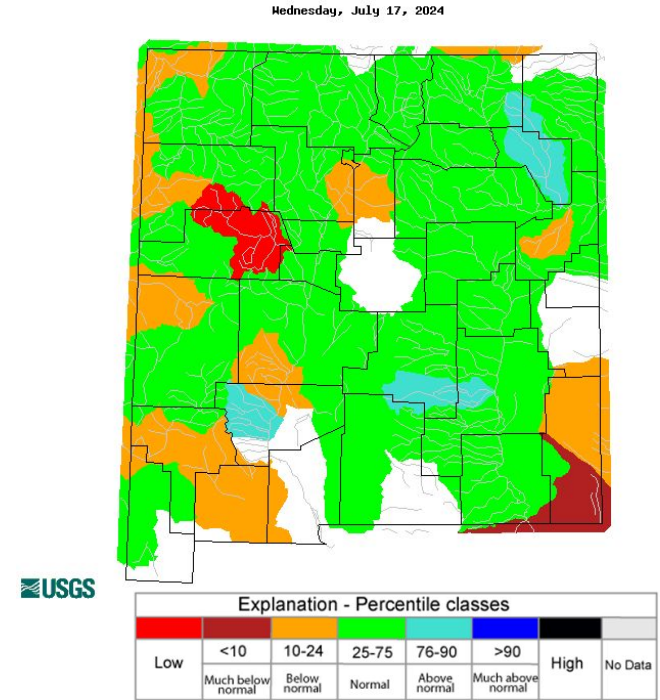 Wednesday, July 17, 2024
USGS
Explanation - Percentile classes
Low
<10
10-24
25-75
76-90
>90
High
No Data
Much below
normal
Below
normal
Normal
Above
normal
Much above
normal